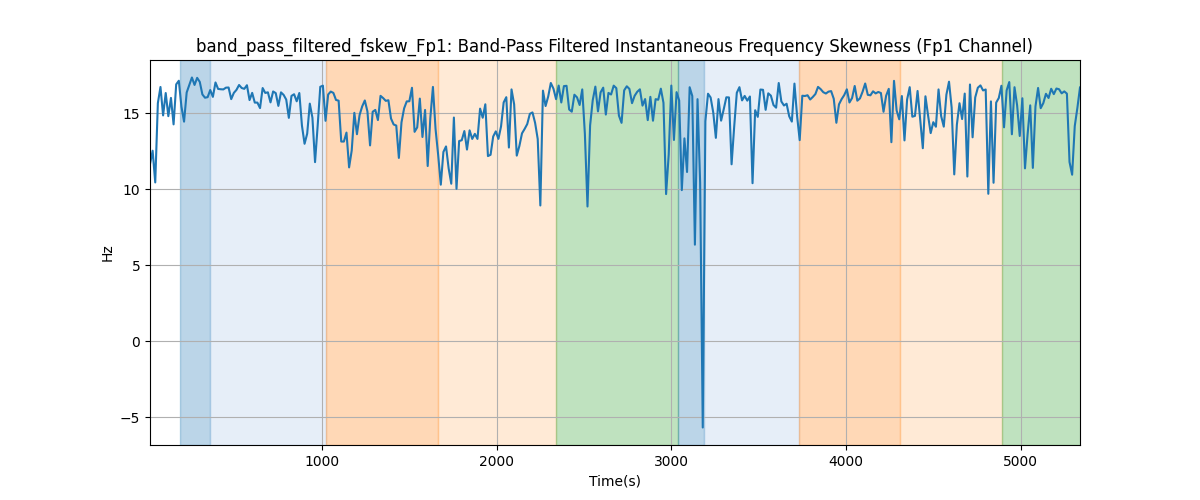 band_pass_filtered_fskew_Fp1: Band-Pass Filtered Instantaneous Frequency Skewness (Fp1 Channel)
15
10
5
0
−5
Hz
1000 2000 3000 4000 5000
Time(s)